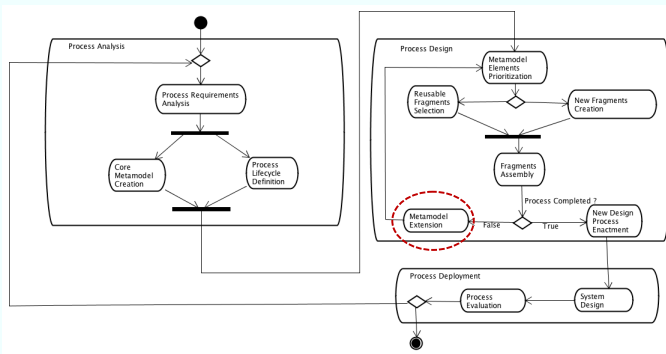 Process Analysis
Process Requirements
Analysis
Core
Metamodel
Creation
Process
Lifecycle
Definition
Process Design
Metamodel
Elements
Prioritization
Reusable
Fragments
Selection
New Fragments
Creation
Fragments
Assembly
Process Completed ?
Metamodel
Extension
False
True
New Design
Process
Enactment
Process Deployment
Process
Evaluation
System
Design